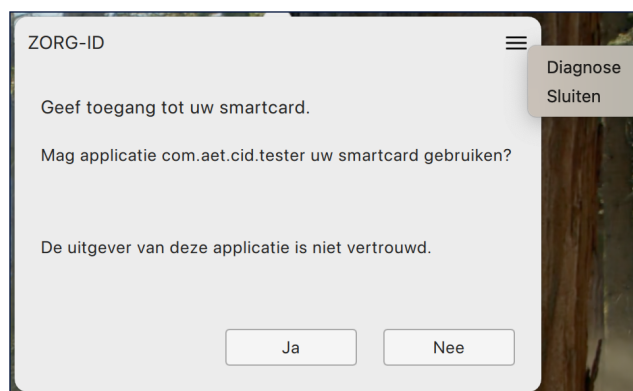 ZORG-ID
Diagnose
Sluiten
Geef toegang tot uw smartcard.
Mag applicatie com.aet.cid.tester uw smartcard gebruiken?
De uitgever van deze applicatie is niet vertrouwd.
Ja
Nee